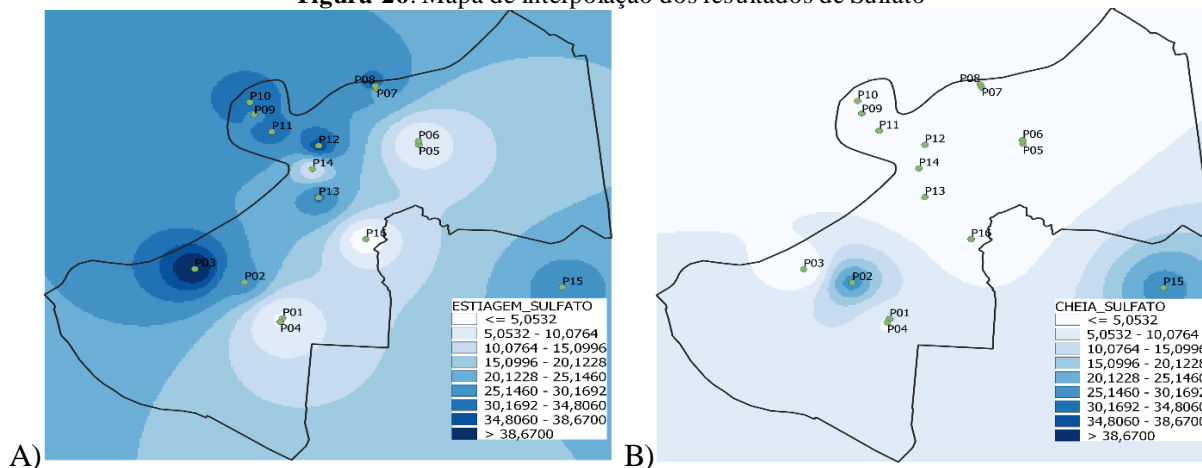 Figura 26: Mapa de interpolação dos resultados de Sulfato
P08
P07
P10
P09
P11
P12
P06
P05
P14
P13
P16
P03
P02
P15
P01
P04
ESTIAGEM_SULFATO
<= 5,0532
5,0532 - 10,0764
10,0764 - 15,0996
15,0996 - 20,1228
20,1228 - 25,1460
25,1460 - 30,1692
30,1692 - 34,8060
34,8060 - 38,6700
> 38,6700
A)
P08
P07
P10
P09
P11
P12
P06
P05
P14
P13
P16
P03
P02
P15
P01
P04
CHEIA_SULFATO
<= 5,0532
5,0532 - 10,0764
10,0764 - 15,0996
15,0996 - 20,1228
20,1228 - 25,1460
25,1460 - 30,1692
30,1692 - 34,8060
34,8060 - 38,6700
> 38,6700
B)